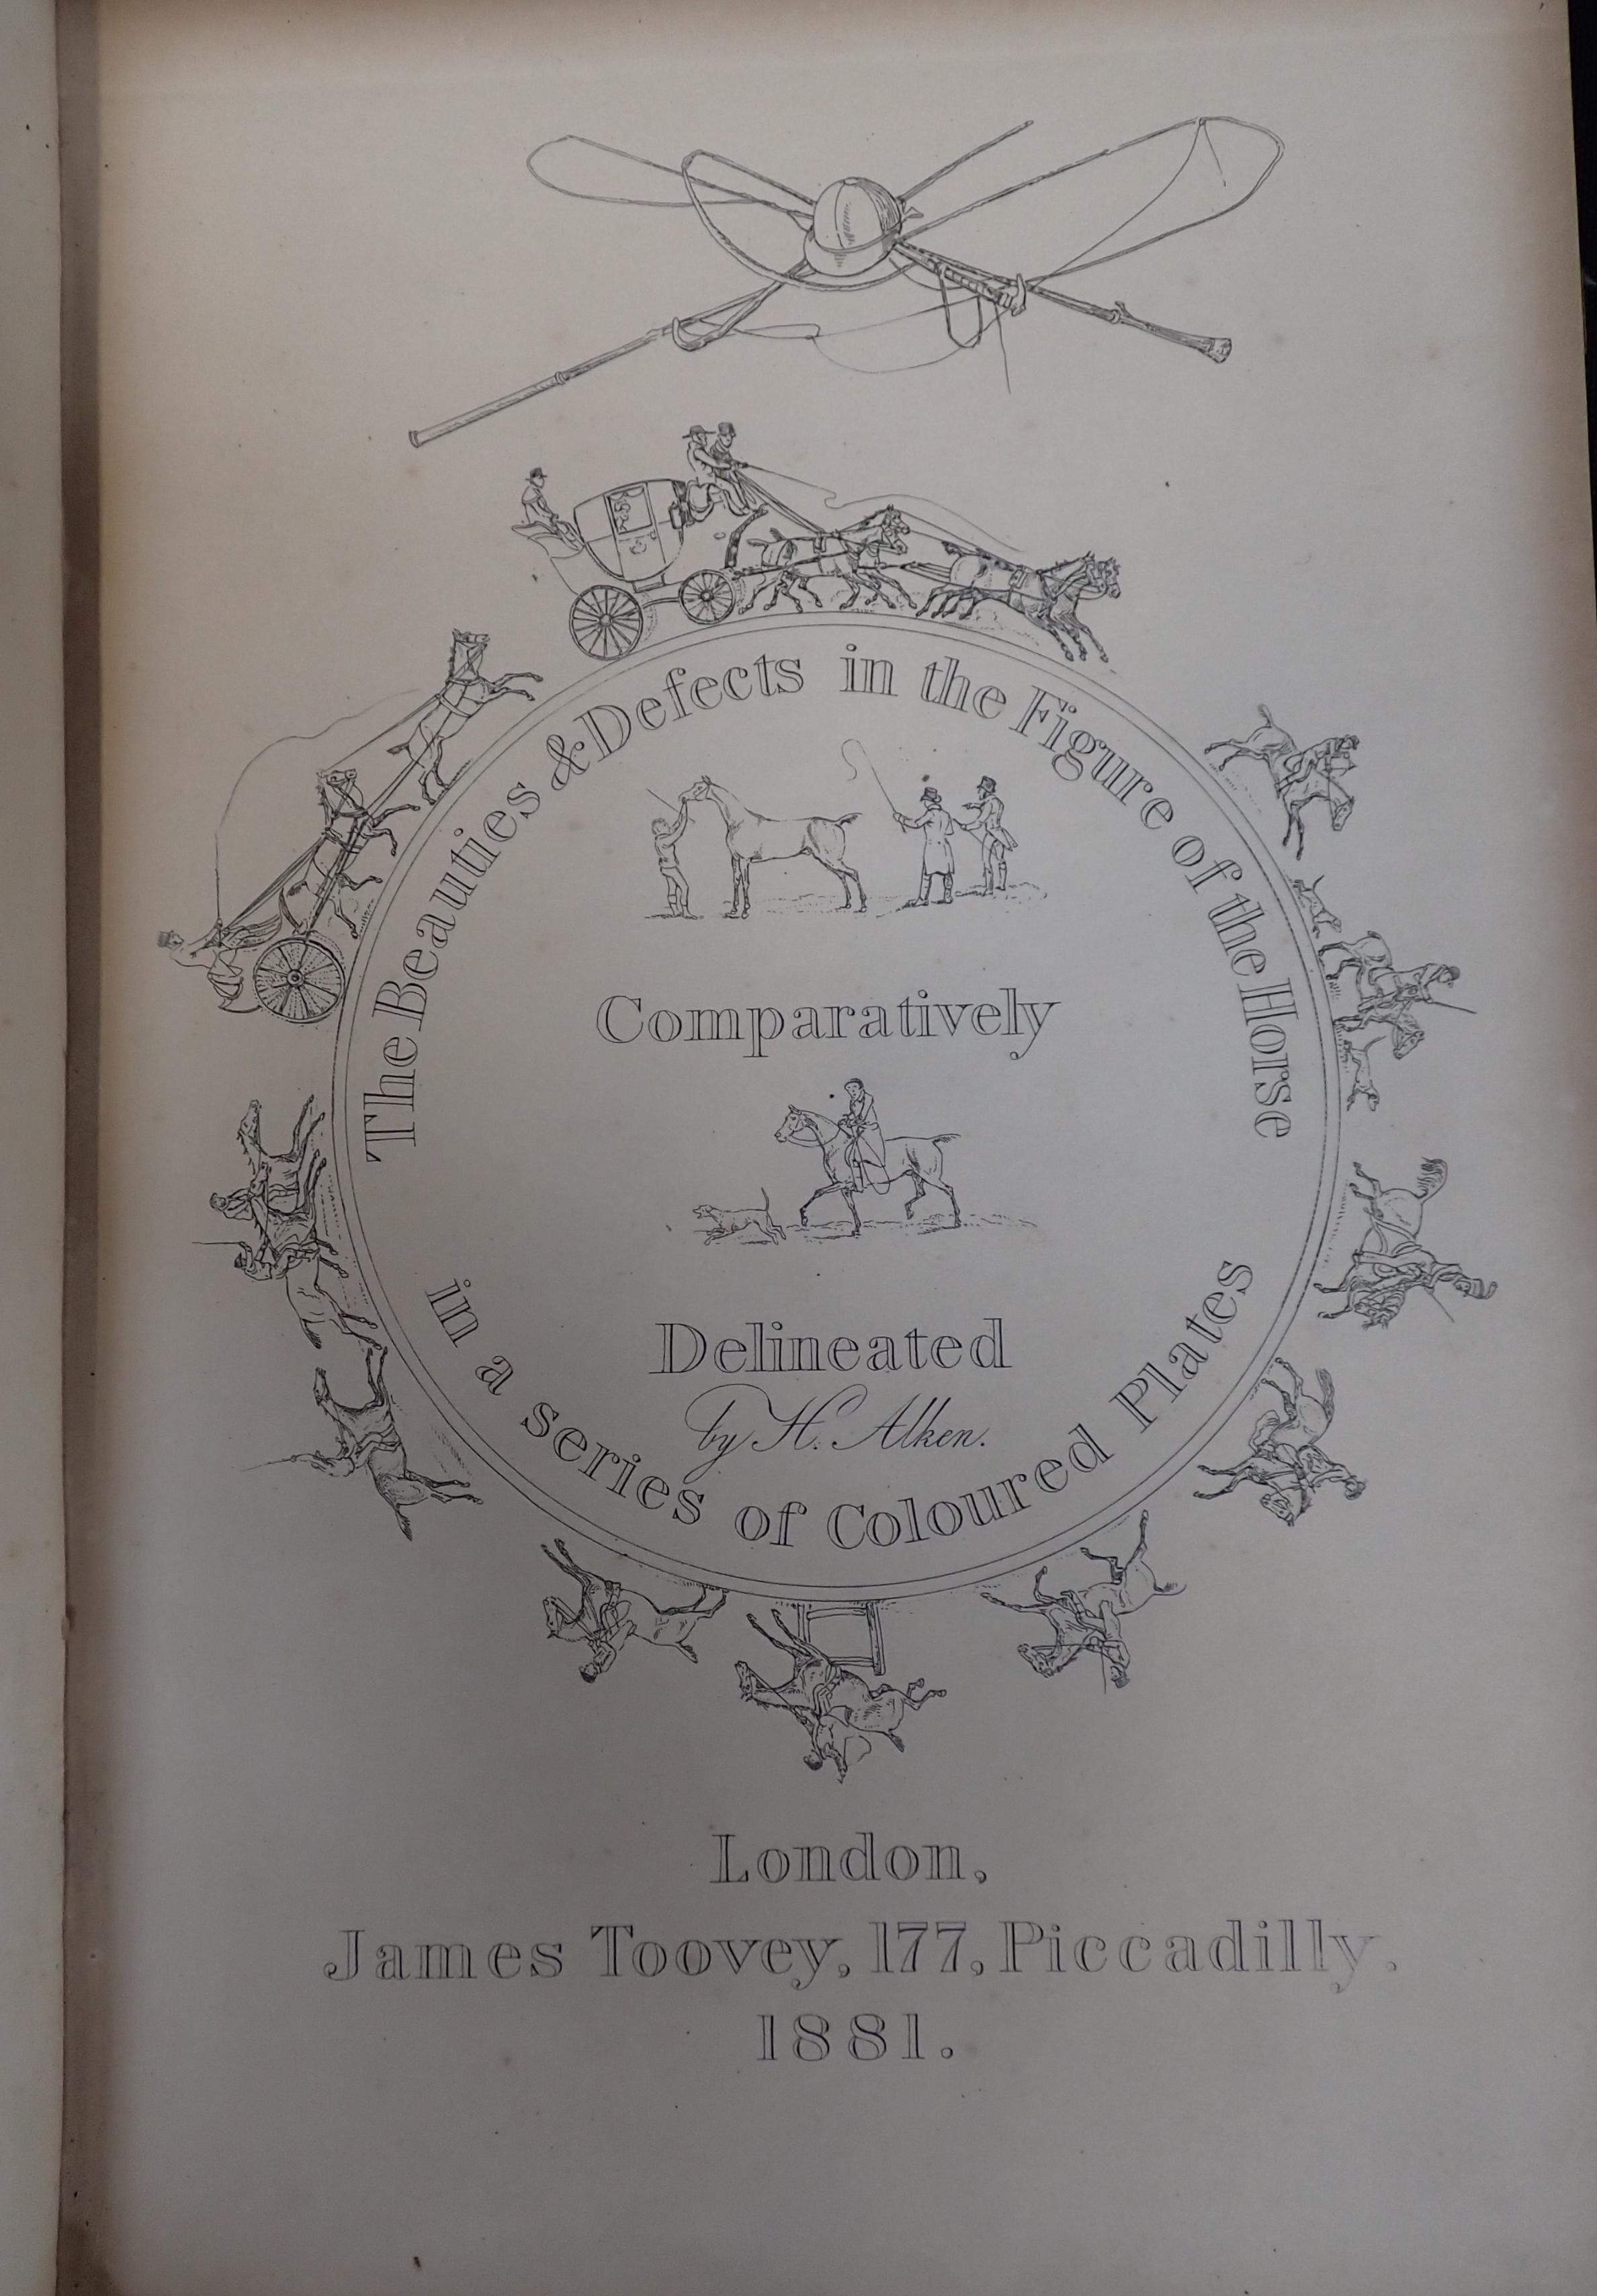 The Beauties & Defects in the Figure of the Horse
Comparatively
Delineated
by H. Alken.
in a series of Coloured Plates
London,
James Toovey, 177, Piccadilly.
1881.